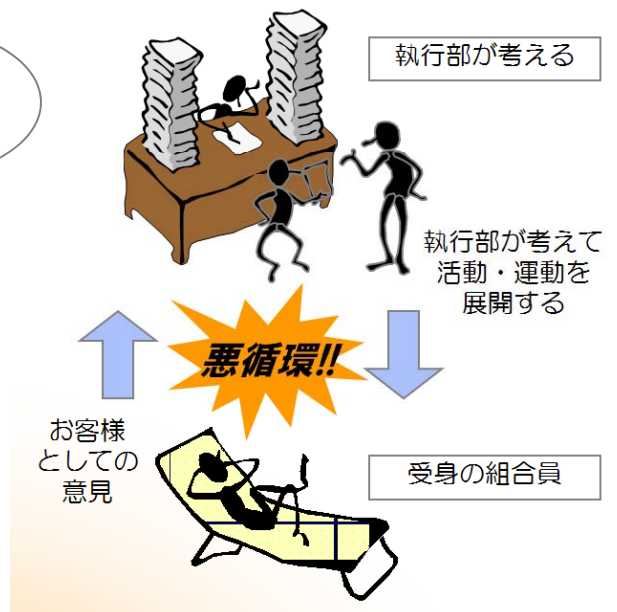 執行部が考える
執行部が考えて
活動・運動を
展開する
悪循環!!
お客様
としての
意見
受身の組合員